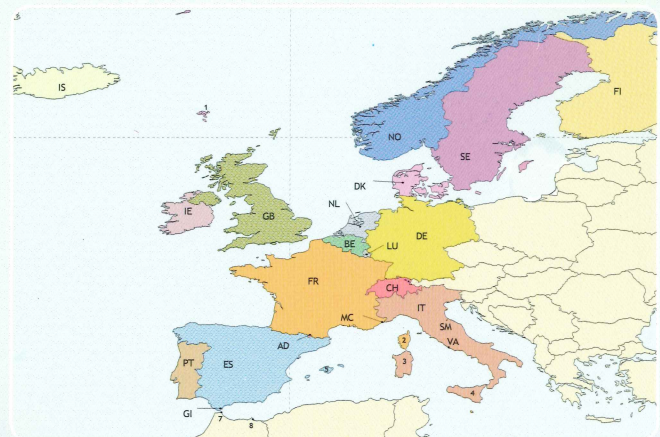 IS
1
FI
NO
SE
DK
NL
IE
GB
BE
LU
DE
FR
CH
IT
MC
SM
VA
AD
2
3
PT
ES
5
4
GI
7
8